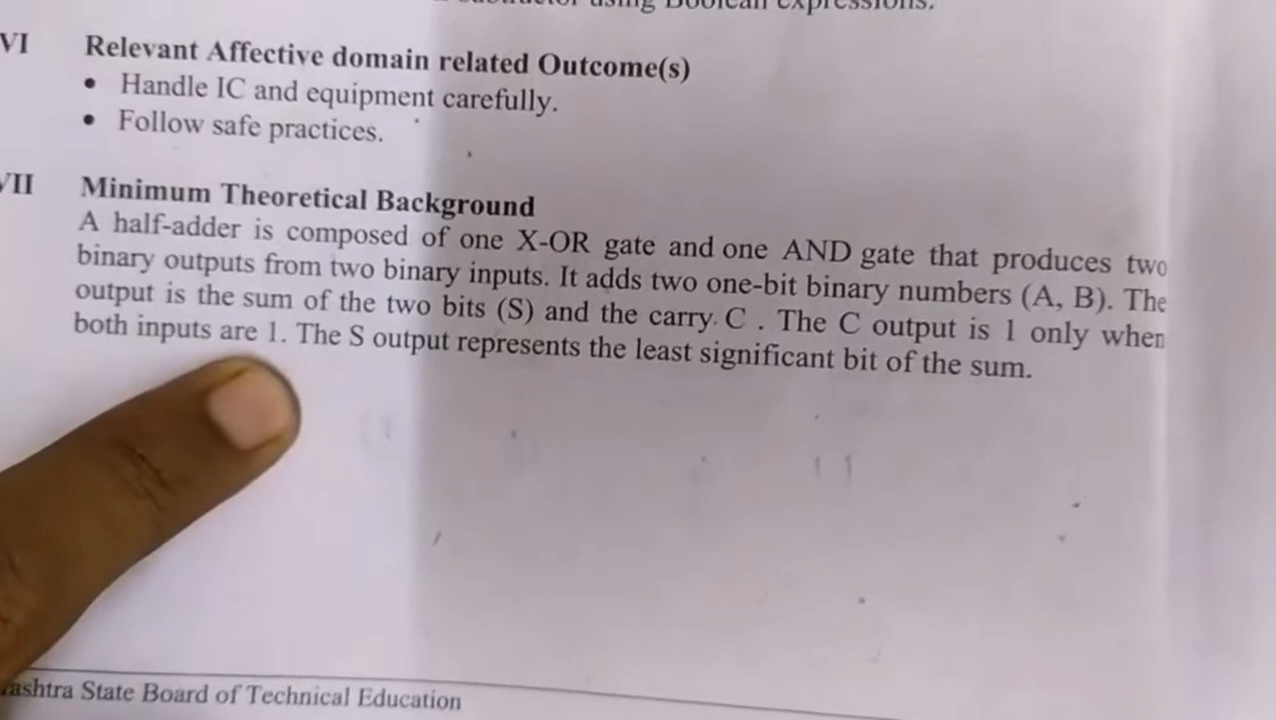 using Boolean expressions.
VI Relevant Affective domain related Outcome(s)
• Handle IC and equipment carefully.
• Follow safe practices.
VII Minimum Theoretical Background
A half-adder is composed of one X-OR gate and one AND gate that produces two
binary outputs from two binary inputs. It adds two one-bit binary numbers (A, B). The
output is the sum of the two bits (S) and the carry C . The C output is 1 only when
both inputs are 1. The S output represents the least significant bit of the sum.
ashtra State Board of Technical Education